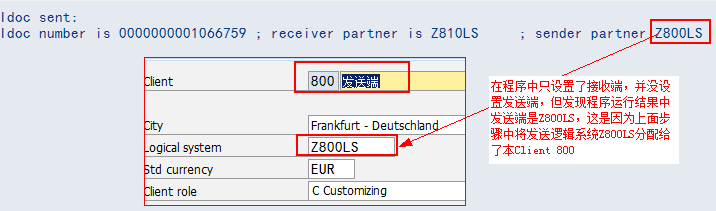 Idoc sent:
Idoc number is 0000000001066759 ; receiver partner is Z810LS ; sender partner Z800LS
Client 800 发送端
City Frankfurt - Deutschland
Logical system Z800LS
Std currency EUR
Client role C Customizing
在程序中只设置了接收端，并没设
置发送端，但发现程序运行结果中
发送端是Z800LS，这是因为上面步
骤中将发送逻辑系统Z800LS分配给
了本Client 800